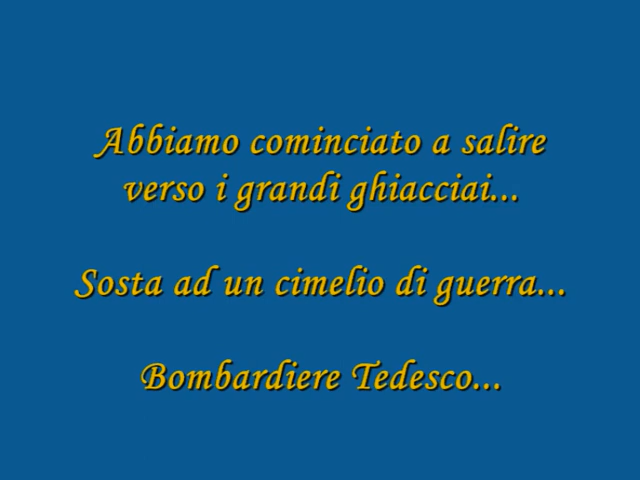 Abbiamo cominciato a salire
verso i grandi ghiacciai...
Sosta ad un cimelio di guerra...
Bombardiere Tedesco...